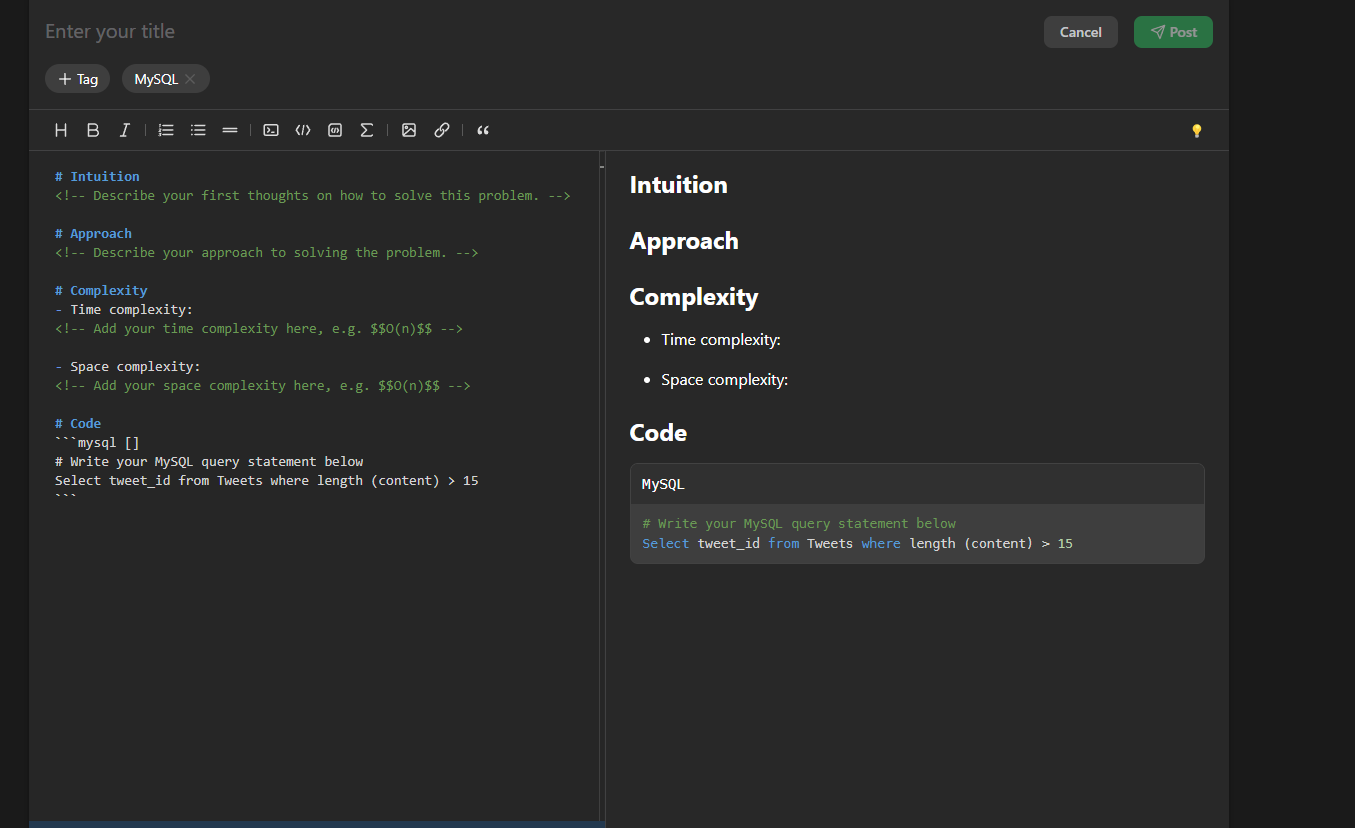 Enter your title
Cancel
Post
+ Tag
MySQL
# Intuition
<!-- Describe your first thoughts on how to solve this problem. -->
# Approach
<!-- Describe your approach to solving the problem. -->
# Complexity
- Time complexity:
<!-- Add your time complexity here, e.g. $$O(n)$$ -->
- Space complexity:
<!-- Add your space complexity here, e.g. $$O(n)$$ -->
# Code
```mysql []
# Write your MySQL query statement below
Select tweet_id from Tweets where length (content) > 15
```
Intuition
Approach
Complexity
• Time complexity:
• Space complexity:
Code
MySQL
# Write your MySQL query statement below
Select tweet_id from Tweets where length (content) > 15